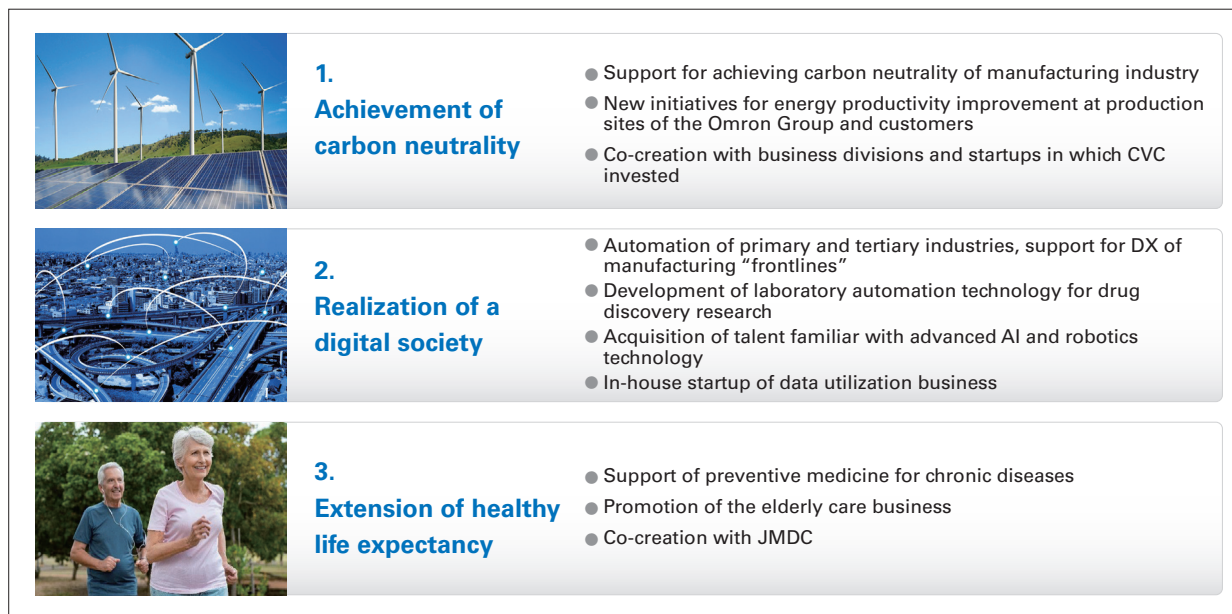 1.
Achievement of
carbon neutrality
● Support for achieving carbon neutrality of manufacturing industry
● New initiatives for energy productivity improvement at production
sites of the Omron Group and customers
● Co-creation with business divisions and startups in which CVC
invested
2.
Realization of a
digital society
● Automation of primary and tertiary industries, support for DX of
manufacturing “frontlines”
● Development of laboratory automation technology for drug
discovery research
● Acquisition of talent familiar with advanced AI and robotics
technology
● In-house startup of data utilization business
3.
Extension of healthy
life expectancy
● Support of preventive medicine for chronic diseases
● Promotion of the elderly care business
● Co-creation with JMDC